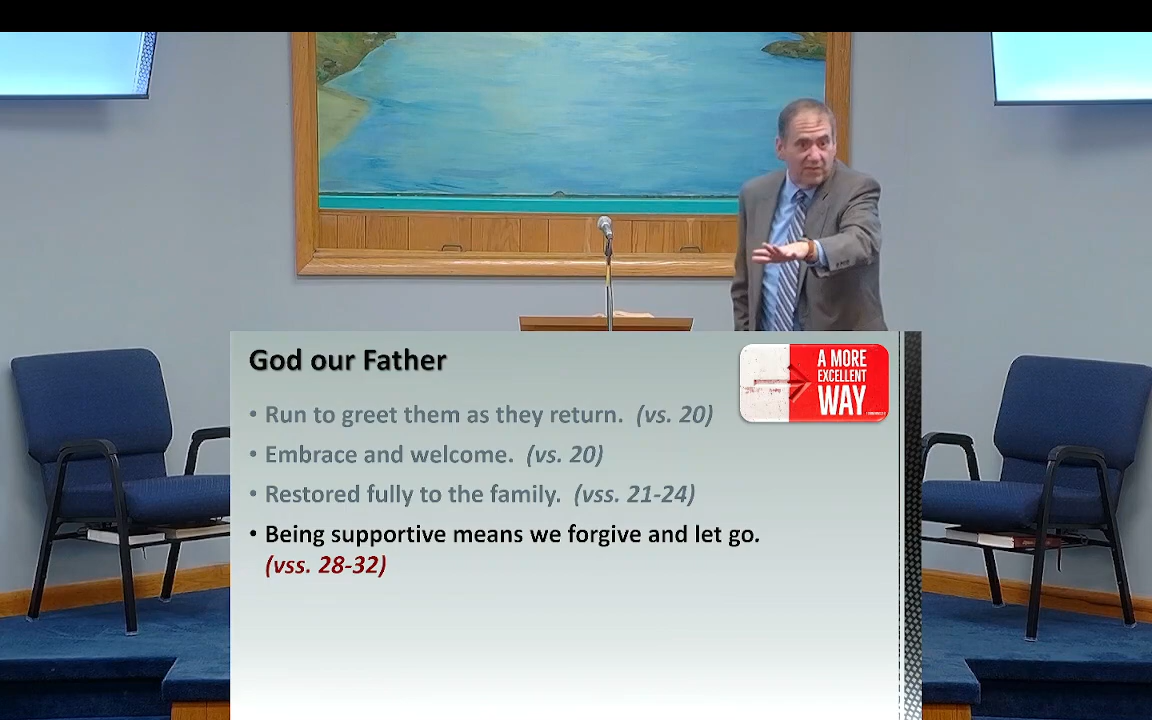 God our Father
A MORE
EXCELLENT
WAY
• Run to greet them as they return. (vs. 20)
• Embrace and welcome. (vs. 20)
• Restored fully to the family. (vss. 21-24)
• Being supportive means we forgive and let go.
(vss. 28-32)